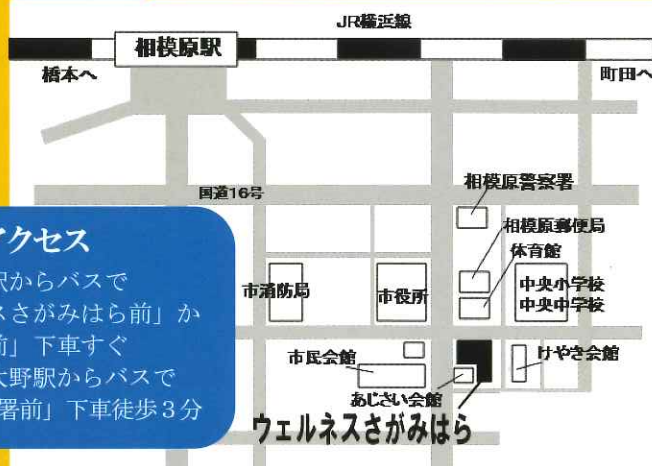 JR横浜線
相模原駅
橋本へ
町田へ
国道16号
相模原警察署
相模原郵便局
体育館
市消防局
市役所
中央小学校
中央中学校
市民会館
けやき会館
あじさい会館
ウェルネスさがみはら
アクセス
駅からバスで
スさがみはら前」か
前」下車すぐ
大野駅からバスで
署前」下車徒歩3分